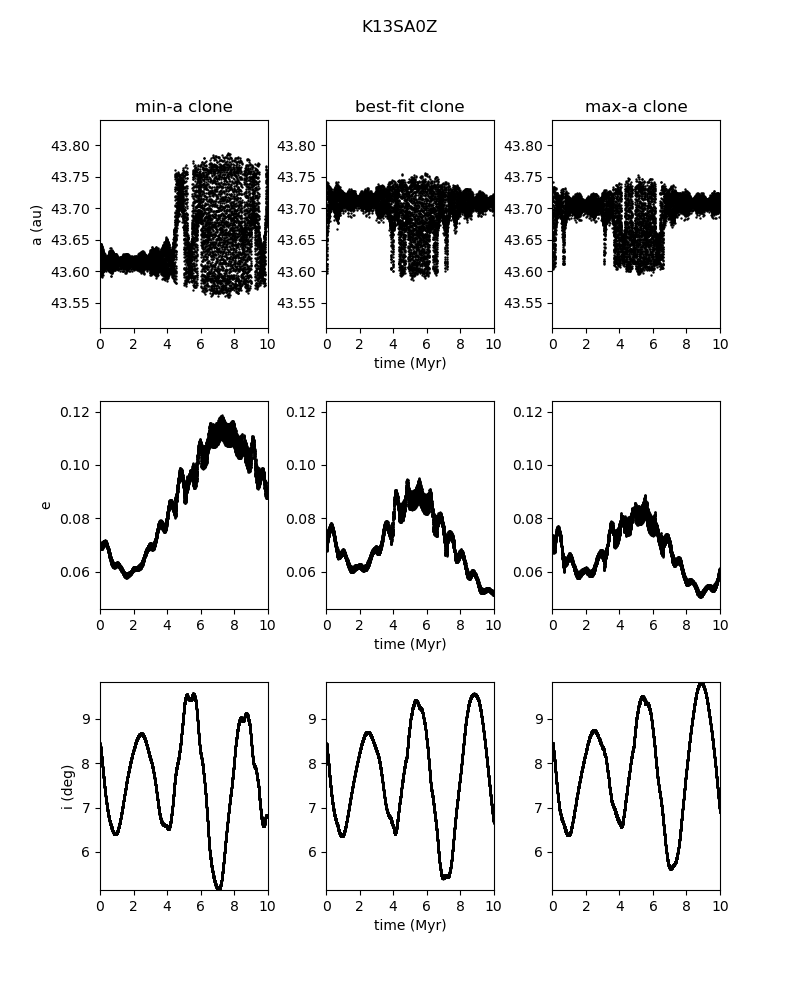 K13SA0Z
min-a clone best-fit clone max-a clone
43.80 43.80 43.80
43.75 43.75 43.75
43.70 43.70 43.70
a (au)
43.65 43.65 43.65
43.60 43.60 43.60
43.55 43.55 43.55
0 2 4 6 8 10 0 2 4 6 8 10 0 2 4 6 8 10
time (Myr)
0.12 0.12 0.12
0.10 0.10 0.10
e
0.08 0.08 0.08
0.06 0.06 0.06
0 2 4 6 8 10 0 2 4 6 8 10 0 2 4 6 8 10
time (Myr)
9 9 9
8 8 8
i (deg)
7 7 7
6 6 6
0 2 4 6 8 10 0 2 4 6 8 10 0 2 4 6 8 10
time (Myr)